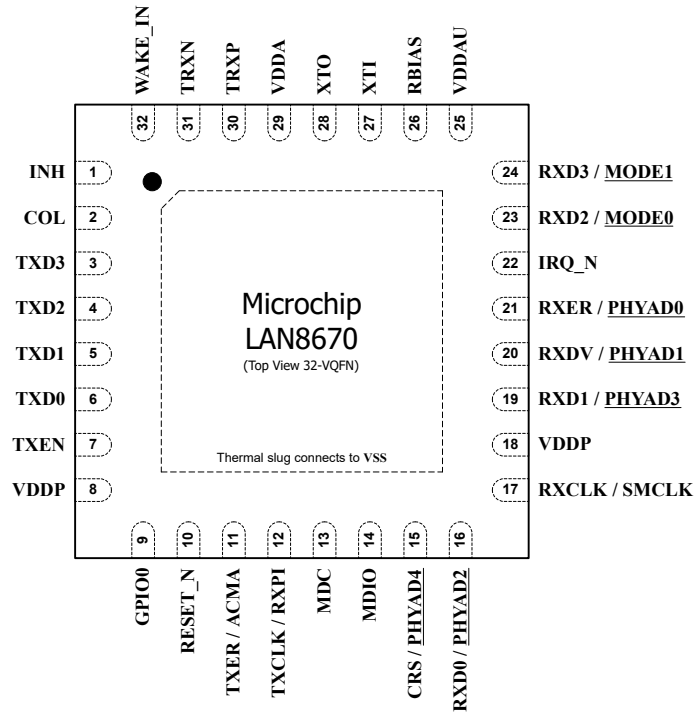 WAKE_IN
TRXN
TRXP
VDDA
XTO
XTI
RBIAS
VDDAU
32
31
30
29
28
27
26
25
INH 1
COL 2
TXD3 3
TXD2 4
TXD1 5
TXD0 6
TXEN 7
VDDP 8
Microchip
LAN8670
(Top View 32-VQFN)
Thermal slug connects to VSS
24 RXD3 / MODE1
23 RXD2 / MODE0
22 IRQ_N
21 RXER / PHYAD0
20 RXDV / PHYAD1
19 RXD1 / PHYAD3
18 VDDP
17 RXCLK / SMCLK
9
10
11
12
13
14
15
16
GPIO0
RESET_N
TXER / ACMA
TXCLK / RXPI
MDC
MDIO
CRS / PHYAD4
RXD0 / PHYAD2